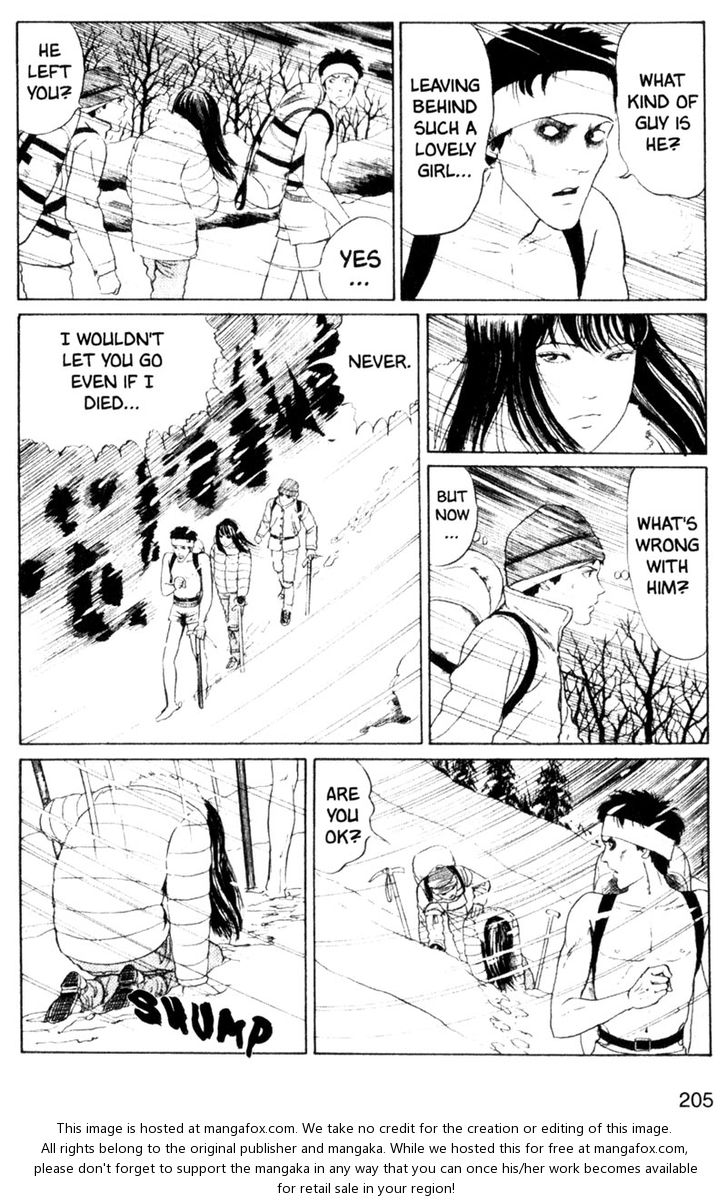 HE
LEFT
YOU?
YES
...
LEAVING
BEHIND
SUCH A
LOVELY
GIRL...
WHAT
KIND OF
GUY IS
HE?
I WOULDN'T
LET YOU GO
EVEN IF I
DIED...
NEVER.
BUT
NOW
...
WHAT'S
WRONG
WITH
HIM?
SHUMP
ARE
YOU
OK?
205
This image is hosted at mangafox.com. We take no credit for the creation or editing of this image.
All rights belong to the original publisher and mangaka. While we hosted this for free at mangafox.com,
please don't forget to support the mangaka in any way that you can once his/her work becomes available
for retail sale in your region!